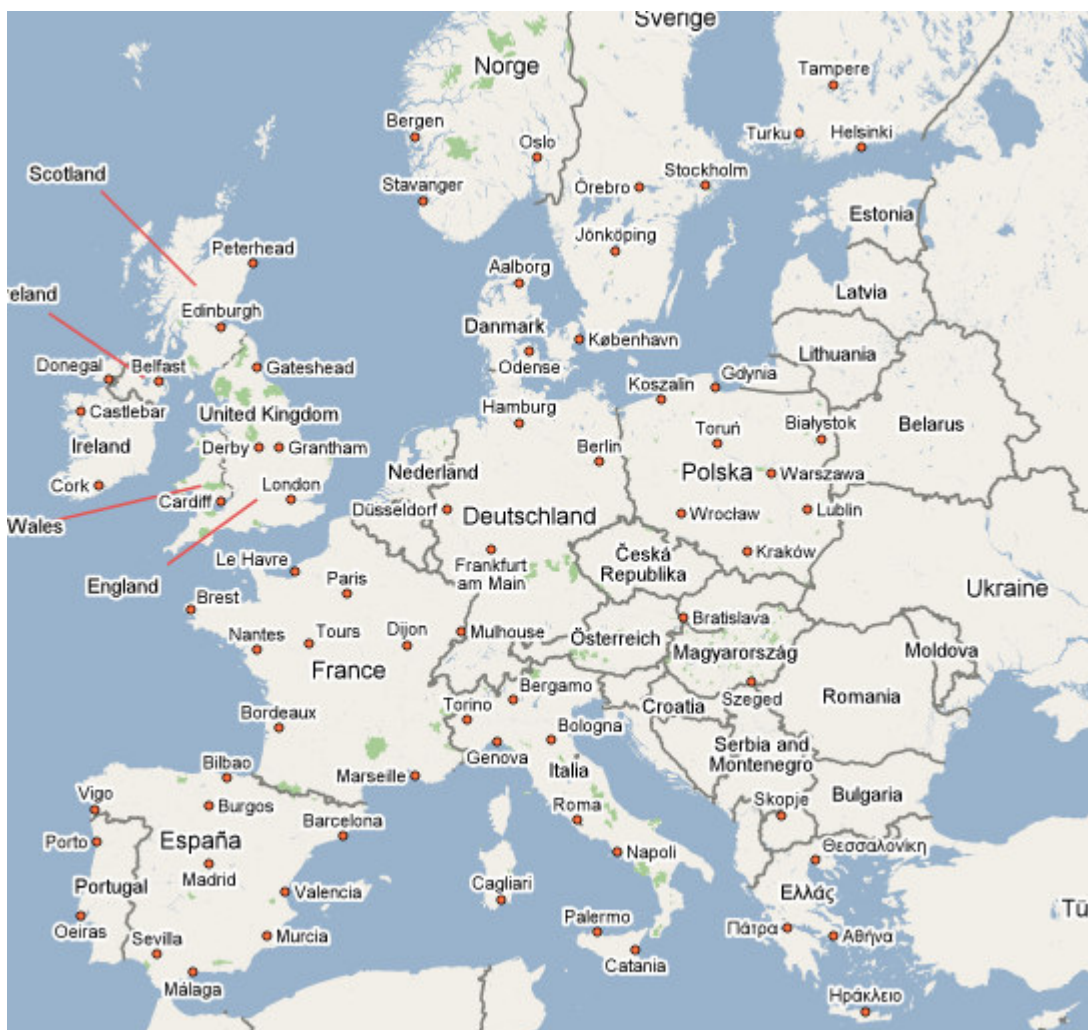 Sverige
Norge
Tampere
Bergen
Oslo
Turku
Helsinki
Scotland
Stavanger
Örebro
Stockholm
Estonia
Peterhead
Jönköping
Aalborg
reland
Latvia
Edinburgh
Danmark
København
Lithuania
Donegal
Belfast
Gateshead
Odense
Koszalin
Gdynia
Castlebar
United Kingdom
Hamburg
Toruń
Białystok
Belarus
Ireland
Derby
Grantham
Berlin
Nederland
Polska
Warszawa
Cork
Cardiff
London
Düsseldorf
Deutschland
Wrocław
Lublin
Wales
Le Havre
Frankfurt
am Main
Česká
Republika
Kraków
England
Paris
Ukraine
Brest
Bratislava
Nantes
Tours
Dijon
Mulhouse
Österreich
Magyarország
Moldova
France
Bergamo
Szeged
Romania
Torino
Croatia
Bordeaux
Bologna
Genova
Serbia and
Montenegro
Bilbao
Marseille
Italia
Vigo
Burgos
Roma
Skopje
Bulgaria
Barcelona
Porto
España
Madrid
Napoli
Θεσσαλονίκη
Portugal
Valencia
Cagliari
Ελλάς
Tü
Oeiras
Sevilla
Murcia
Palermo
Πάτρα
Αθήνα
Catania
Málaga
Ηράκλειο